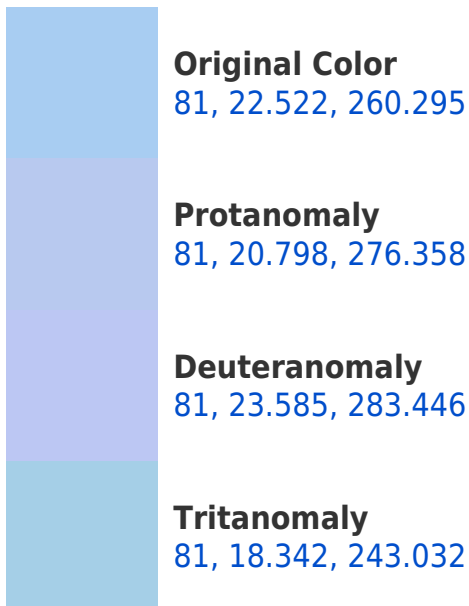 Original Color
81, 22.522, 260.295
Protanomaly
81, 20.798, 276.358
Deuteranomaly
81, 23.585, 283.446
Tritanomaly
81, 18.342, 243.032